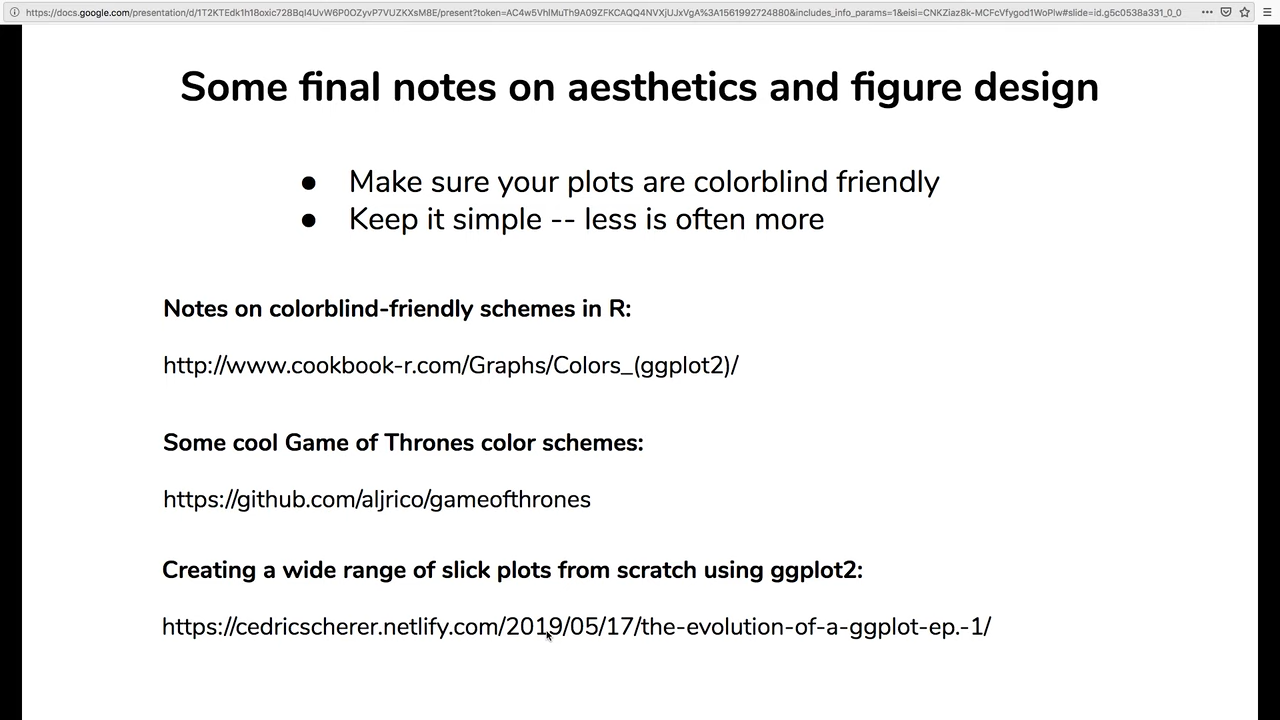 https://docs.google.com/presentation/d/1T2KTEdk1h18oxic728BqI4UvW6P0OZyvP7VUZKXsM8E/present?token=AC4w5VhlMuTh9A09ZFKCAQQ4NVXjUJxVgA%3A1561992724880&includes_info_params=1&eisi=CNKZiaz8k-MCFcVfygod1WoPlw#slide=id.g5c0538a331_0_0
Some final notes on aesthetics and figure design
● Make sure your plots are colorblind friendly
● Keep it simple -- less is often more
Notes on colorblind-friendly schemes in R:
http://www.cookbook-r.com/Graphs/Colors_(ggplot2)/
Some cool Game of Thrones color schemes:
https://github.com/aljrico/gameofthrones
Creating a wide range of slick plots from scratch using ggplot2:
https://cedricscherer.netlify.com/2019/05/17/the-evolution-of-a-ggplot-ep.-1/